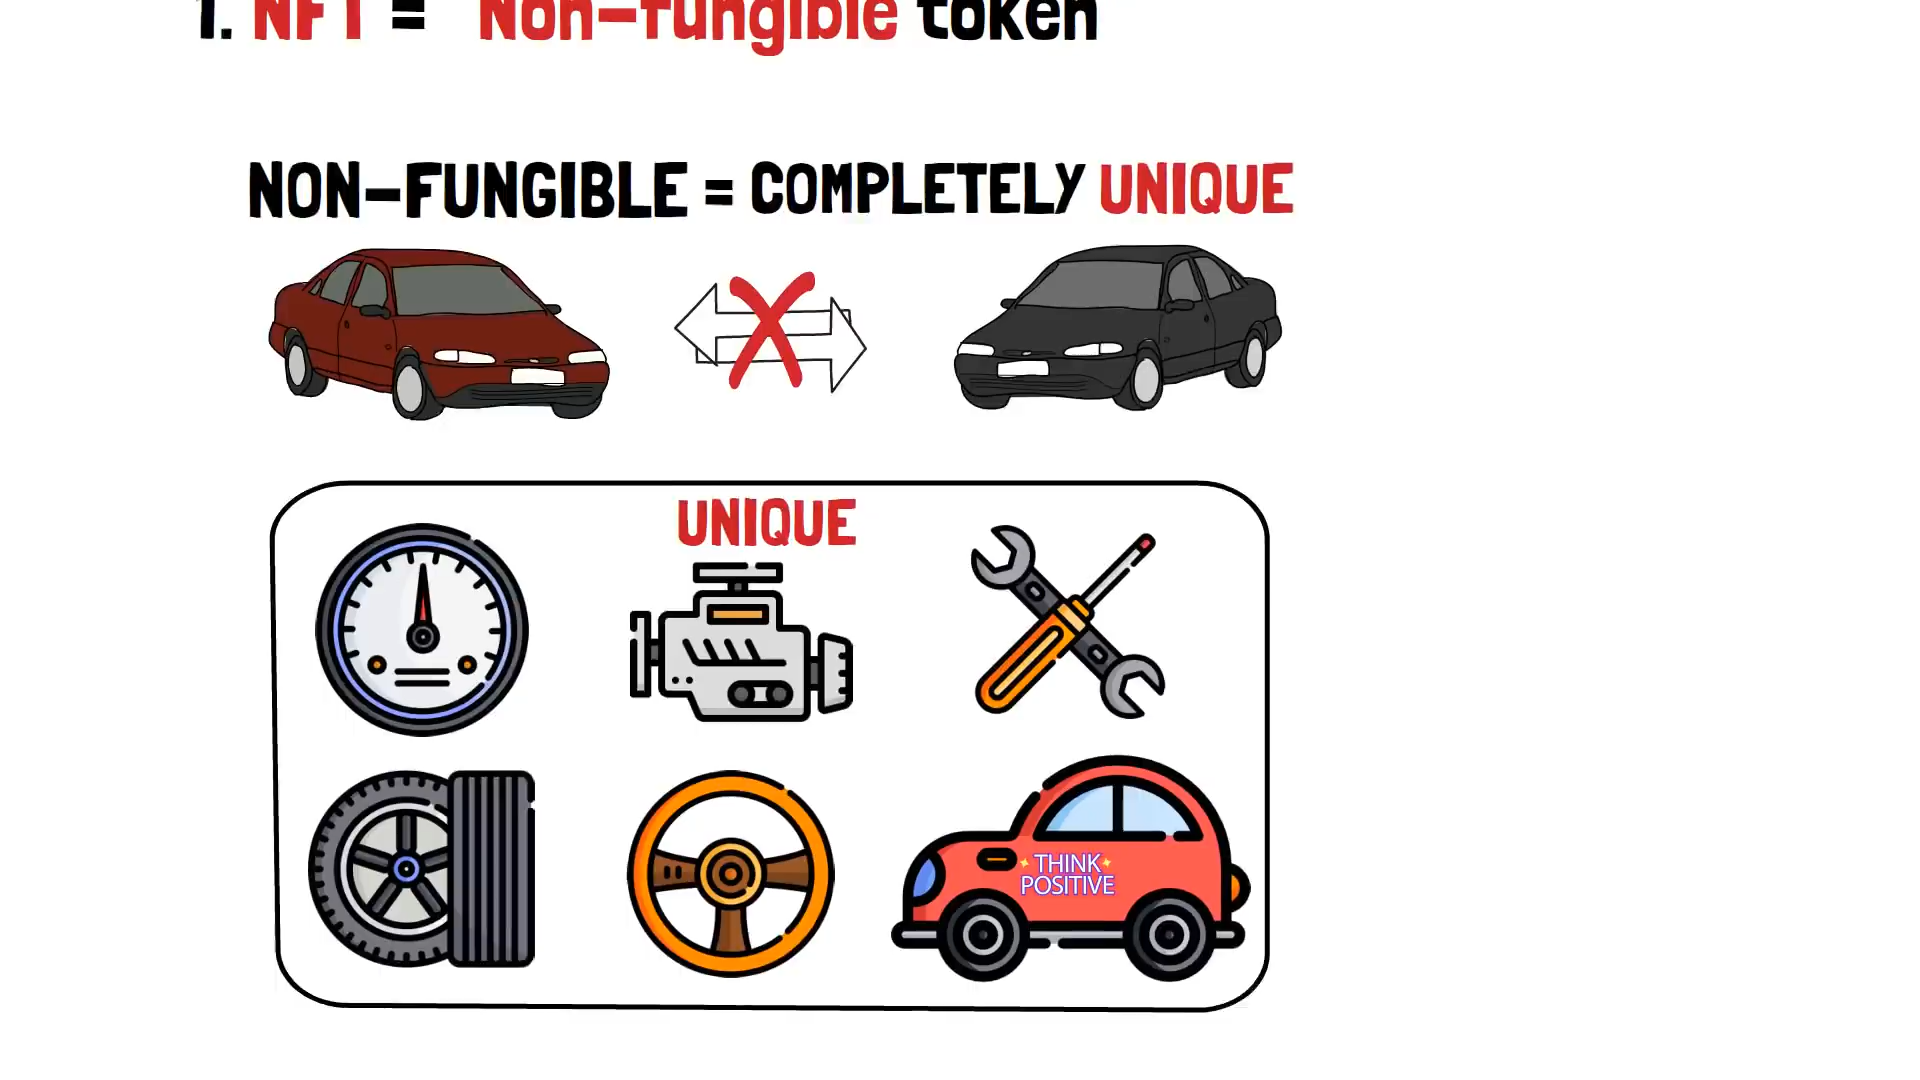 1. NFT = Non-fungible token
NON-FUNGIBLE = COMPLETELY UNIQUE
UNIQUE
THINK
POSITIVE